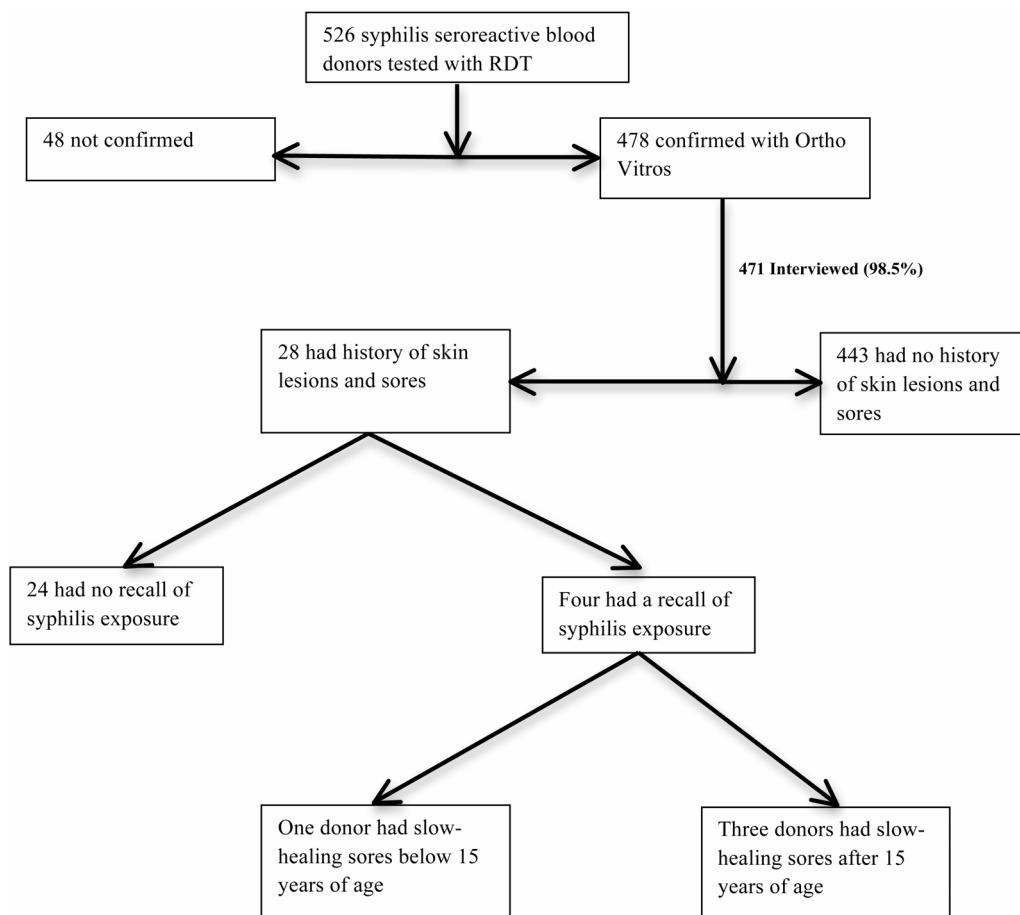 526 syphilis seroreactive blood
donors tested with RDT
48 not confirmed
478 confirmed with Ortho
Vitros
471 Interviewed (98.5%)
28 had history of skin
lesions and sores
443 had no history
of skin lesions and
sores
24 had no recall of
syphilis exposure
Four had a recall of
syphilis exposure
One donor had slow-
healing sores below 15
years of age
Three donors had slow-
healing sores after 15
years of age